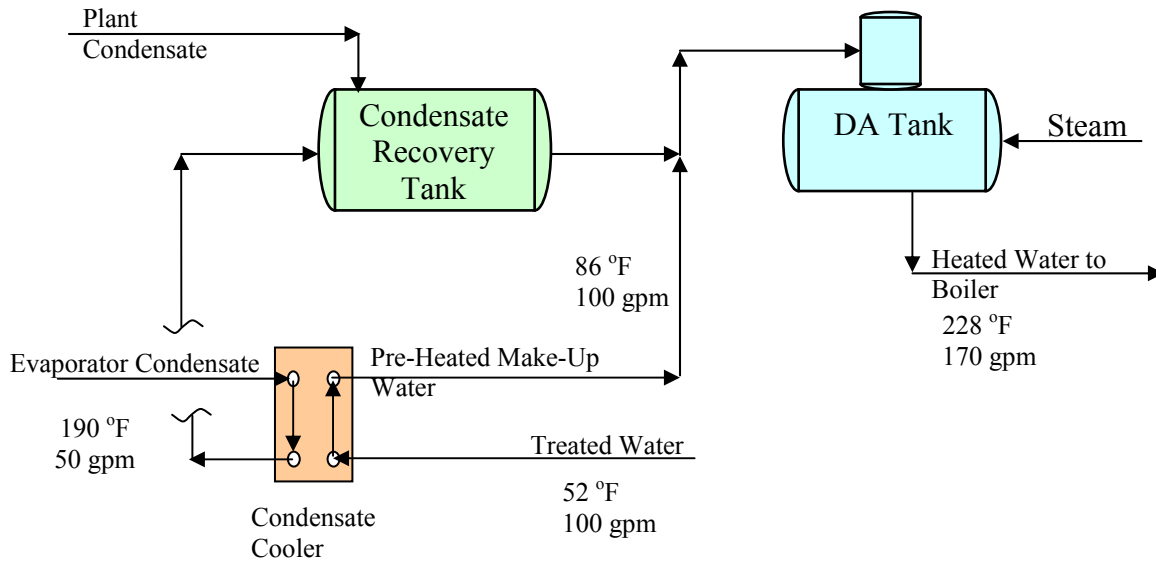 Plant
Condensate
Condensate
Recovery
Tank
DA Tank
Steam
86 °F
100 gpm
Heated Water to
Boiler
228 °F
170 gpm
Evaporator Condensate
Pre-Heated Make-Up
Water
190 °F
50 gpm
Treated Water
52 °F
100 gpm
Condensate
Cooler